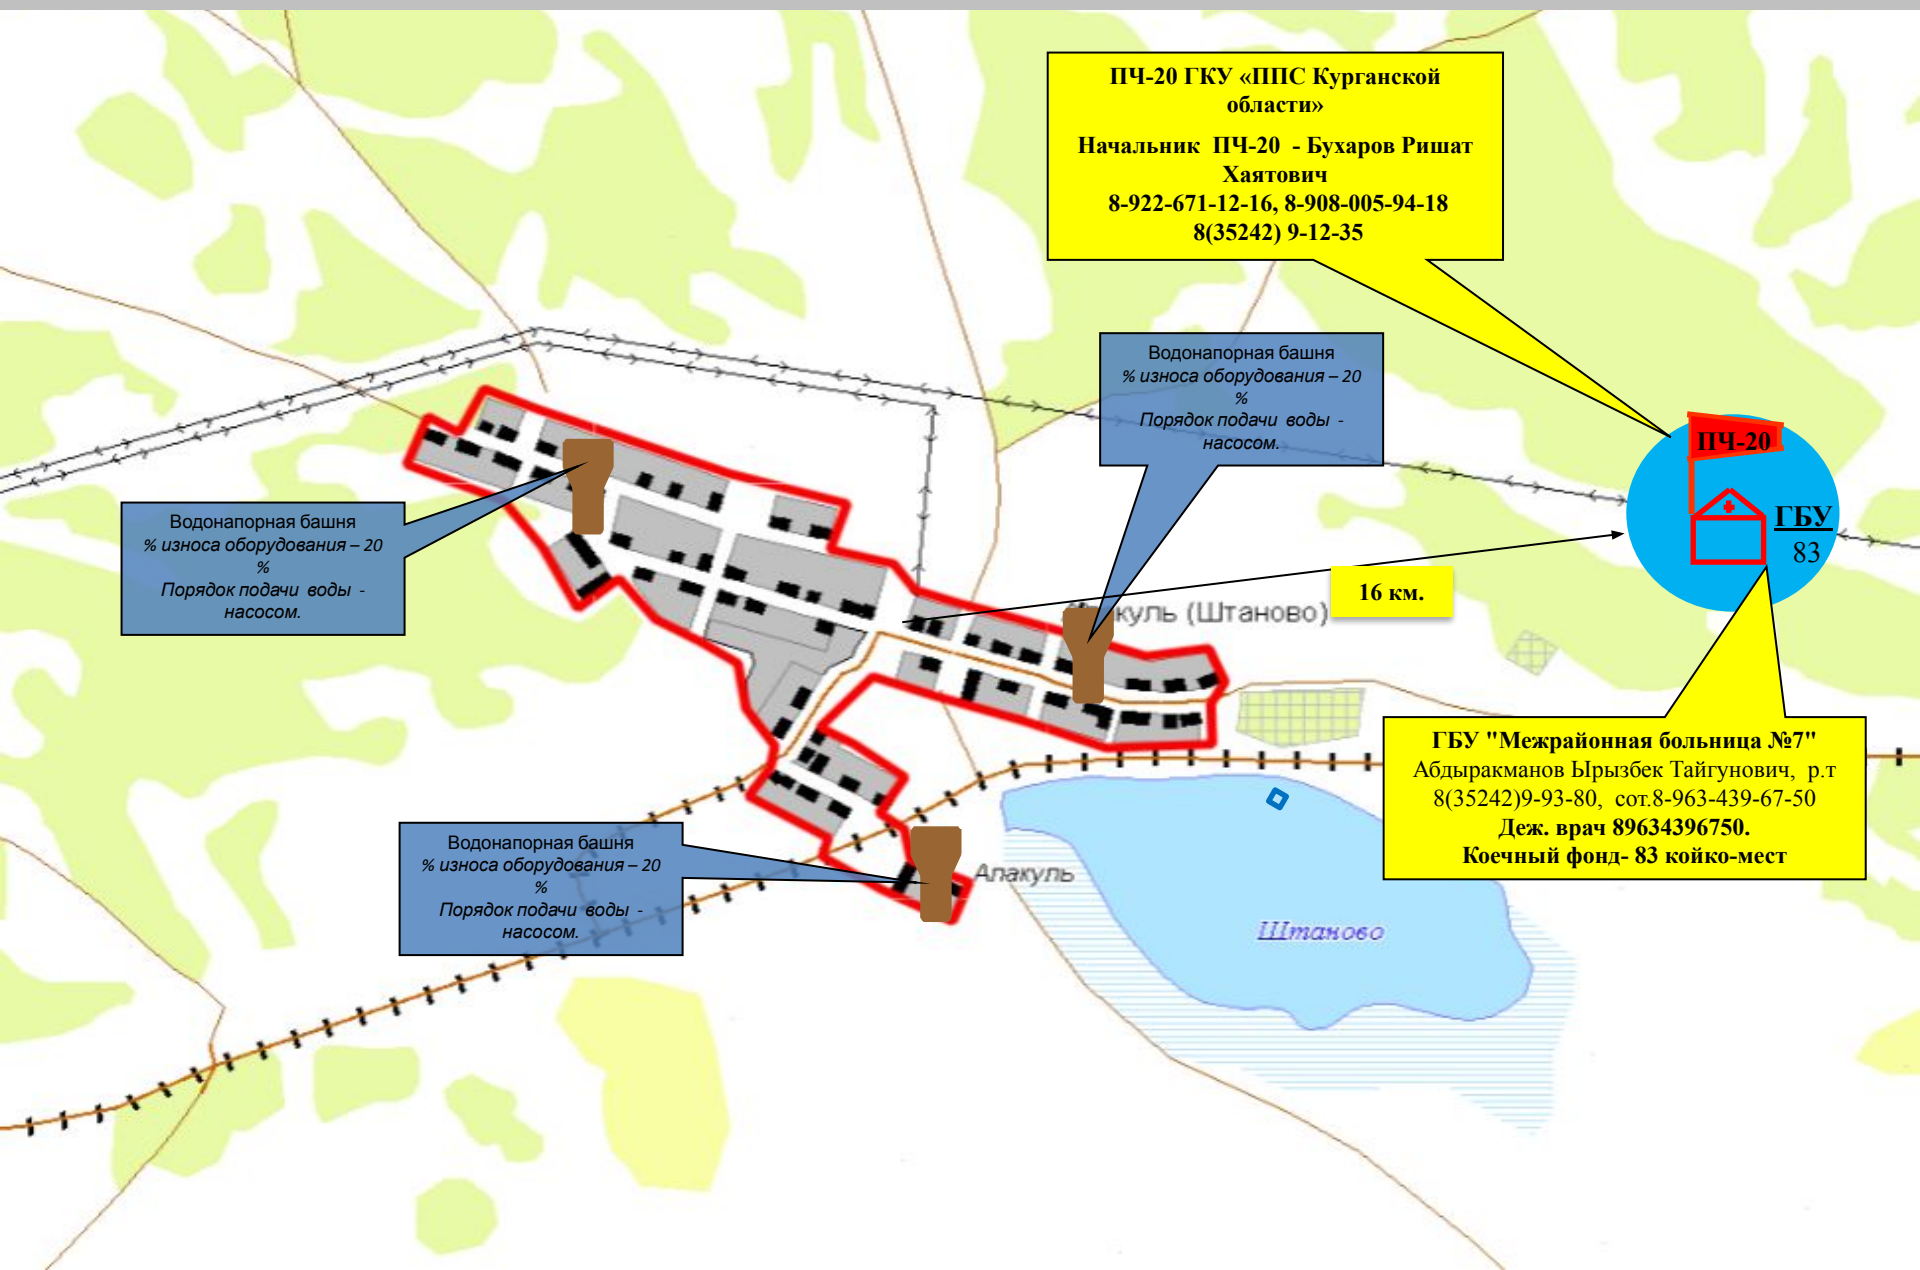 ПЧ-20 ГКУ «ППС Курганской
области»
Начальник ПЧ-20 - Бухаров Ришат
Хаятович
8-922-671-12-16, 8-908-005-94-18
8(35242) 9-12-35
Водонапорная башня
% износа оборудования – 20
%
Порядок подачи воды -
насосом.
ПЧ-20
ГБУ
83
Водонапорная башня
% износа оборудования – 20
%
Порядок подачи воды -
насосом.
16 км.
(Штаново)
ГБУ "Межрайонная больница №7"
Абдыракманов Ырызбек Тайгунович, р.т
8(35242)9-93-80, сот.8-963-439-67-50
Деж. врач 89634396750.
Коечный фонд- 83 койко-мест
Водонапорная башня
% износа оборудования – 20
%
Порядок подачи воды -
насосом.
Алакуль
Штаново